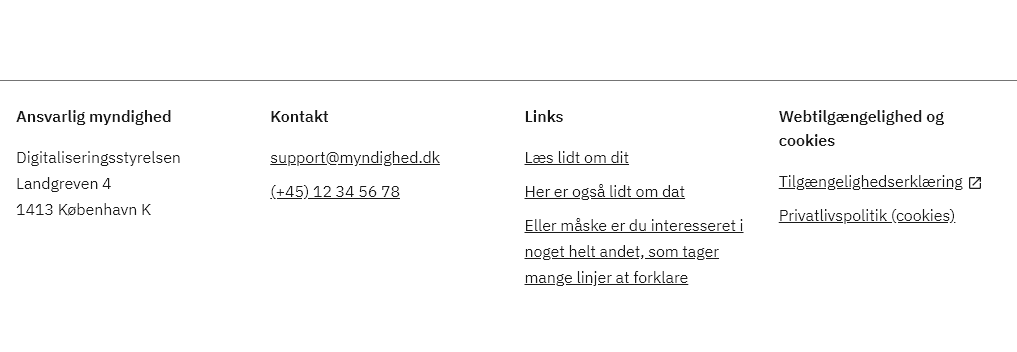 Ansvarlig myndighed
Digitaliseringsstyrelsen
Landgreven 4
1413 København K
Kontakt
support@myndighed.dk
(+45) 12 34 56 78
Links
Læs lidt om dit
Her er også lidt om dat
Eller måske er du interesseret i
noget helt andet, som tager
mange linjer at forklare
Webtilgængelighed og
cookies
Tilgængelighedserklæring
Privatlivspolitik (cookies)